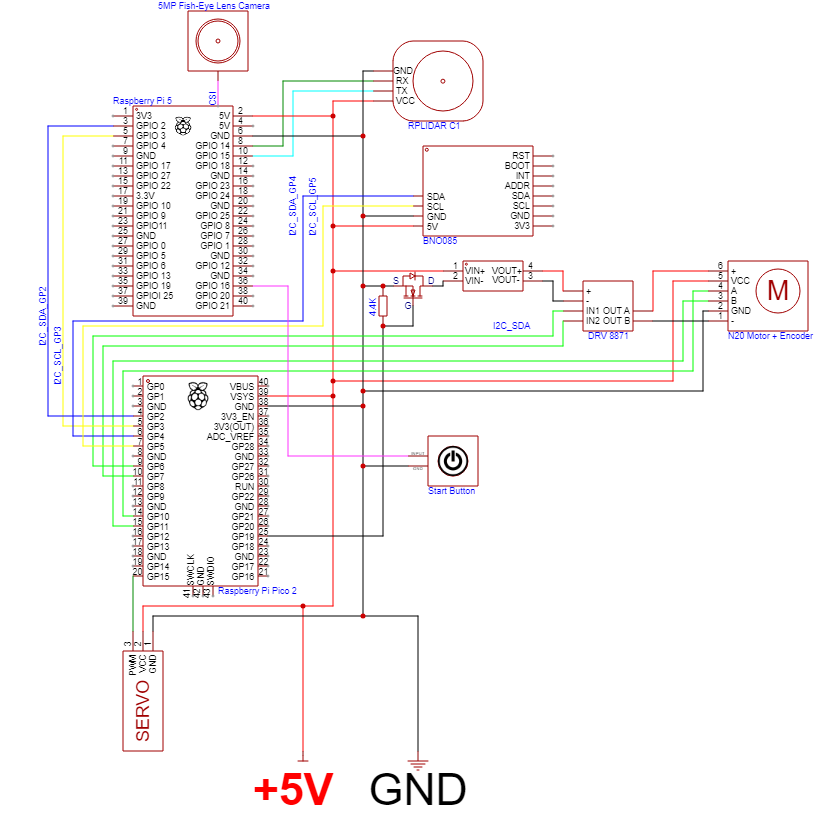 5MP Fish-Eye Lens Camera
CSI
Raspberry Pi 5
1 3V3 5V 2
3 GPIO 2 5V 4
5 GPIO 3 GND 6
7 GPIO 4 GPIO 14 8
9 GND GPIO 15 10
11 GPIO 17 GPIO 18 12
13 GPIO 27 GND 14
15 GPIO 22 GPIO 23 16
17 3.3V GPIO 24 18
19 GPIO 10 GND 20
21 GPIO 9 GPIO 25 22
23 GPIO11 GPIO 8 24
25 GND GPIO 7 26
27 GPIO 0 GPIO 1 28
29 GPIO 5 GND 30
31 GPIO 6 GPIO 12 32
33 GPIO 13 GND 34
35 GPIO 19 GPIO 16 36
37 GPIOI 25 GPIO 20 38
39 GND GPIO 21 40
GND
RX
TX
VCC
RPLIDAR C1
RST
BOOT
INT
ADDR
SDA SDA
SCL SCL
GND GND
5V 3V3
BNO085
I2C_SDA_GP4
I2C_SCL_GP5
I2C_SDA_GP2
I2C_SCL_GP3
S D
G
4.4K
1 VIN+ VOUT+ 4
2 VIN- VOUT- 3
I2C_SDA
+
-
IN1 OUT A
IN2 OUT B
DRV 8871
6 +
5 VCC
4 A
3 B
2 GND
1 -
M
N20 Motor + Encoder
1 GP0 VBUS 40
2 GP1 VSYS 39
3 GND GND 38
4 GP2 3V3_EN 37
5 GP3 3V3(OUT) 36
6 GP4 ADC_VREF 35
7 GP5 GP28 34
8 GND GND 33
9 GP6 GP27 32
10 GP7 GP26 31
11 GP8 RUN 30
12 GP9 GP22 29
13 GND GND 28
14 GP10 GP21 27
15 GP11 GP20 26
16 GP12 GP19 25
17 GP13 GP18 24
18 GND GND 23
19 GP14 GP17 22
20 GP15 GP16 21
SWCLK
GND
SWDIO
41
42
43
Raspberry Pi Pico 2
INPUT
GND
Start Button
3 2 1
PWM
VCC
GND
SERVO
+5V GND